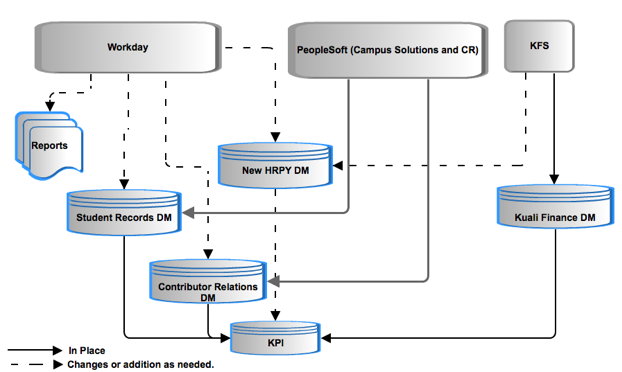 Workday
PeopleSoft (Campus Solutions and CR)
KFS
Reports
New HRPY DM
Student Records DM
Kuali Finance DM
Contributor Relations
DM
KPI
In Place
Changes or addition as needed.